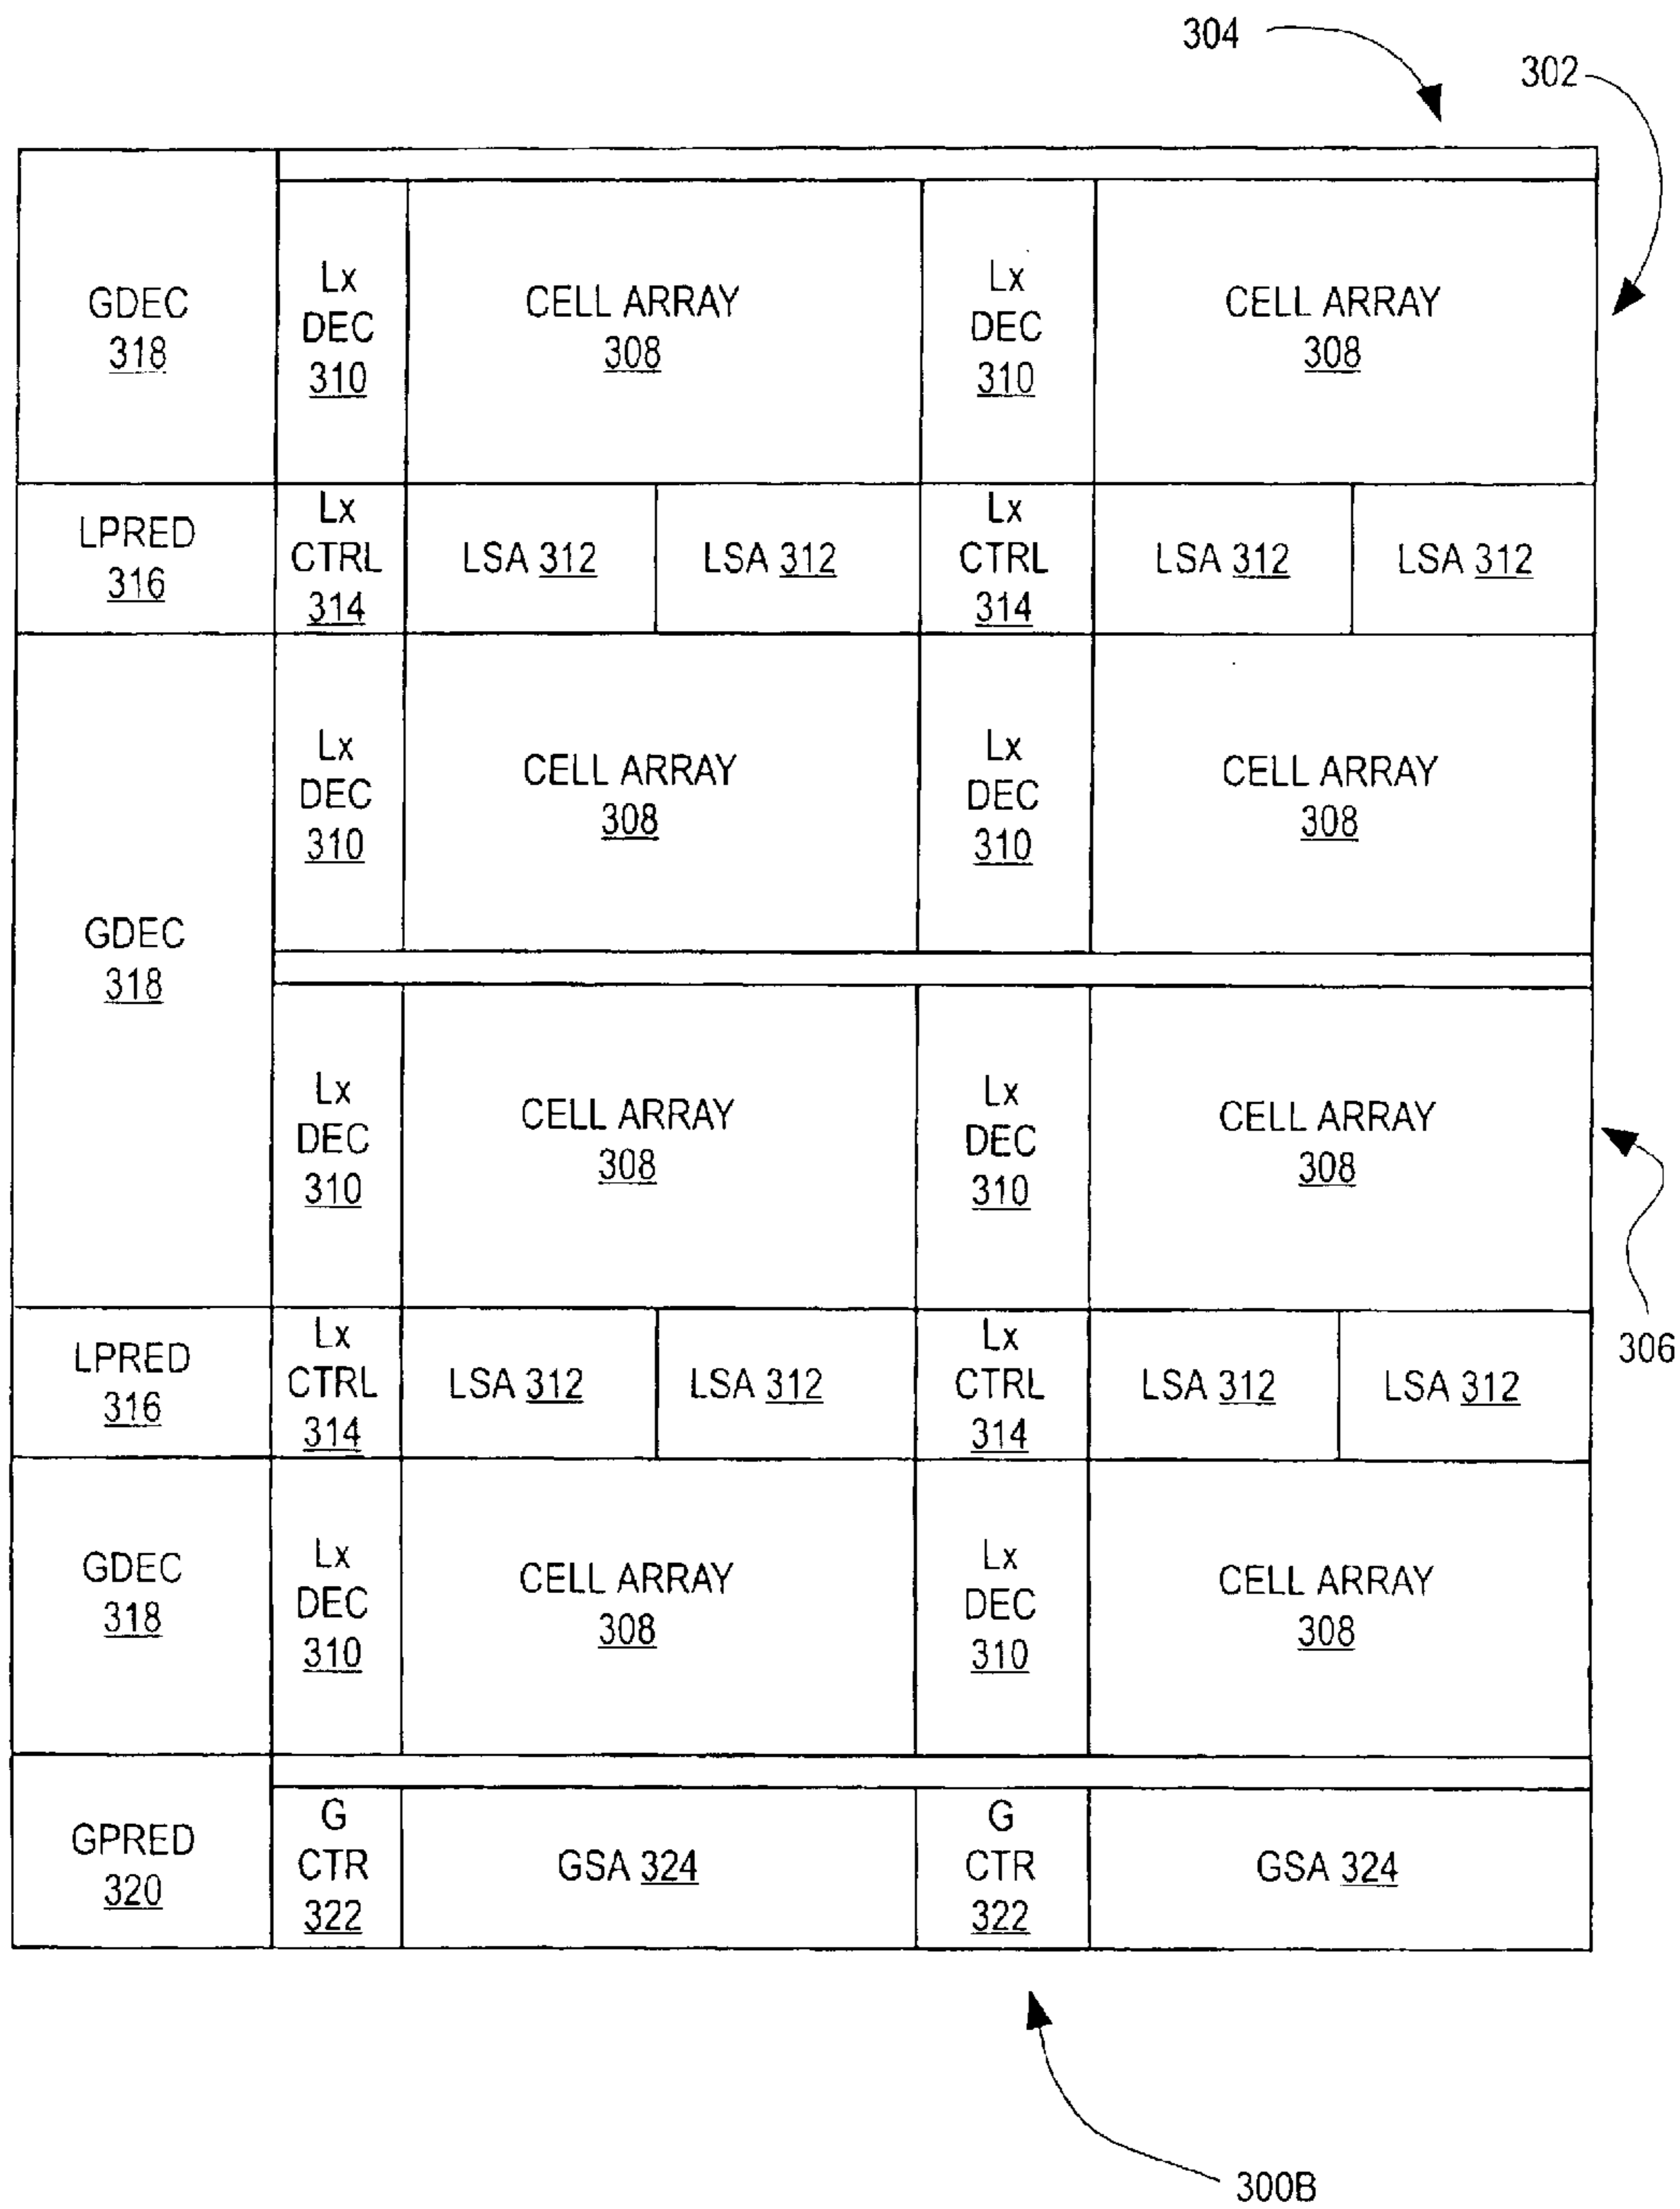 304
302
GDEC
318
Lx
DEC
310
CELL ARRAY
308
Lx
DEC
310
CELL ARRAY
308
LPRED
316
Lx
CTRL
314
LSA 312
LSA 312
Lx
CTRL
314
LSA 312
LSA 312
GDEC
318
Lx
DEC
310
CELL ARRAY
308
Lx
DEC
310
CELL ARRAY
308
Lx
DEC
310
CELL ARRAY
308
Lx
DEC
310
CELL ARRAY
308
306
LPRED
316
Lx
CTRL
314
LSA 312
LSA 312
Lx
CTRL
314
LSA 312
LSA 312
GDEC
318
Lx
DEC
310
CELL ARRAY
308
Lx
DEC
310
CELL ARRAY
308
GPRED
320
G
CTR
322
GSA 324
G
CTR
322
GSA 324
300B